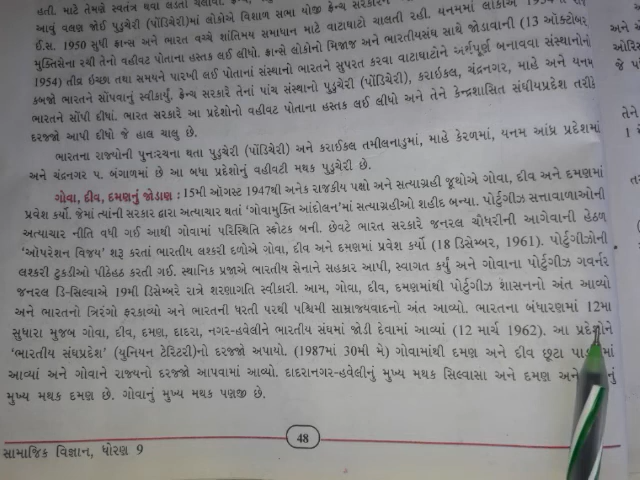 હતી. માટે તેમણે સ્વતંત્ર થવા લડતો ચલાવી.
આવું વલણ જોઈ પુડુચેરી (પોંડિચેરી)માં લોકોએ વિશાળ સભા યોજી ફ્રેન્ચ સરકારને
ઈ.સ. 1950 સુધી ફ્રાન્સ અને ભારત વચ્ચે શાંતિમય સમાધાન માટે વાટાઘાટો ચાલતી રહી. યનમમાં લોકોએ
મુક્તિસેના રચી તેનો વહીવટ પોતાના હસ્તક લઈ લીધો. ફ્રાન્સે લોકોનો મિજાજ અને ભારતીયસંઘ સાથે જોડાવાની (13 ઑક્ટોબર
1954) તીવ્ર ઇચ્છા તથા સમયને પારખી લઈ પોતાનાં સંસ્થાનો ભારતને સુપરત કરવા વાટાઘાટોને અર્થપૂર્ણ બનાવવા સંસ્થાનોનો
કબજો ભારતને સોંપવાનું સ્વીકાર્યું. ફ્રેન્ચ સરકારે તેનાં પાંચ સંસ્થાનો પુડુચેરી (પોંડિચેરી), કરાઇકલ, ચંદ્રનગર, માહે અને યનમ
ભારતને સોંપી દીધાં. ભારત સરકારે આ પ્રદેશોનો વહીવટ પોતાના હસ્તક લઈ લીધો અને તેને કેન્દ્રશાસિત સંઘીયપ્રદેશ તરીકે
દરજ્જો આપી દીધો જે હાલ ચાલુ છે.
ભારતના રાજ્યોની પુનઃરચના થતા પુડુચેરી (પોંડિચેરી) અને કરાઈકલ તમીલનાડુમાં, માહે કેરળમાં, યનમ આંધ્ર પ્રદેશમાં
અને ચંદ્રનગર પ. બંગાળમાં છે આ બધા પ્રદેશોનું વહીવટી મથક પુડુચેરી છે.
ગોવા, દીવ, દમણનું જોડાણ : 15મી ઑગસ્ટ 1947થી અનેક રાજકીય પક્ષો અને સત્યાગ્રહી જૂથોએ ગોવા, દીવ અને દમણમાં
પ્રવેશ કર્યો. જેમાં ત્યાંની સરકાર દ્વારા અત્યાચાર થતાં 'ગોવામુક્તિ આંદોલન'માં સત્યાગ્રહીઓ શહીદ બન્યા. પોર્ટુગીઝ સત્તાવાળાઓની
અત્યાચાર નીતિ વધી ગઈ આથી ગોવામાં પરિસ્થિતિ સ્ફોટક બની. છેવટે ભારત સરકારે જનરલ ચૌધરીની આગેવાની હેઠળ
'ઓપરેશન વિજય' શરૂ કરતાં ભારતીય લશ્કરી દળોએ ગોવા, દીવ અને દમણમાં પ્રવેશ કર્યો (18 ડિસેમ્બર, 1961). પોર્ટુગીઝોની
લશ્કરી ટુકડીઓ પીછેહઠ કરતી ગઈ. સ્થાનિક પ્રજાએ ભારતીય સેનાને સહકાર આપી, સ્વાગત કર્યું અને ગોવાના પોર્ટુગીઝ ગવર્નર
જનરલ ડિ-સિલ્વાએ 19મી ડિસેમ્બરે રાત્રે શરણાગતિ સ્વીકારી. આમ, ગોવા, દીવ, દમણમાંથી પોર્ટુગીઝ શાસનનો અંત આવ્યો
અને ભારતનો ત્રિરંગો ફરક્યો અને ભારતની ધરતી પરથી પશ્ચિમી સામ્રાજ્યવાદનો અંત આવ્યો. ભારતના બંધારણમાં 12મા
સુધારા મુજબ ગોવા, દીવ, દમણ, દાદરા, નગર-હવેલીને ભારતીય સંઘમાં જોડી દેવામાં આવ્યાં (12 માર્ચ 1962). આ પ્રદેશોને
'ભારતીય સંઘપ્રદેશ' (યુનિયન ટેરિટરી)નો દરજ્જો અપાયો. (1987માં 30મી મે) ગોવામાંથી દમણ અને દીવ છૂટા
આવ્યાં અને ગોવાને રાજ્યનો દરજ્જો આપવામાં આવ્યો. દાદરાનગર-હવેલીનું મુખ્ય મથક સિલ્વાસા અને દમણ અને
મુખ્ય મથક દમણ છે. ગોવાનું મુખ્ય મથક પણજી છે.
48
સામાજિક વિજ્ઞાન, ધોરણ 9